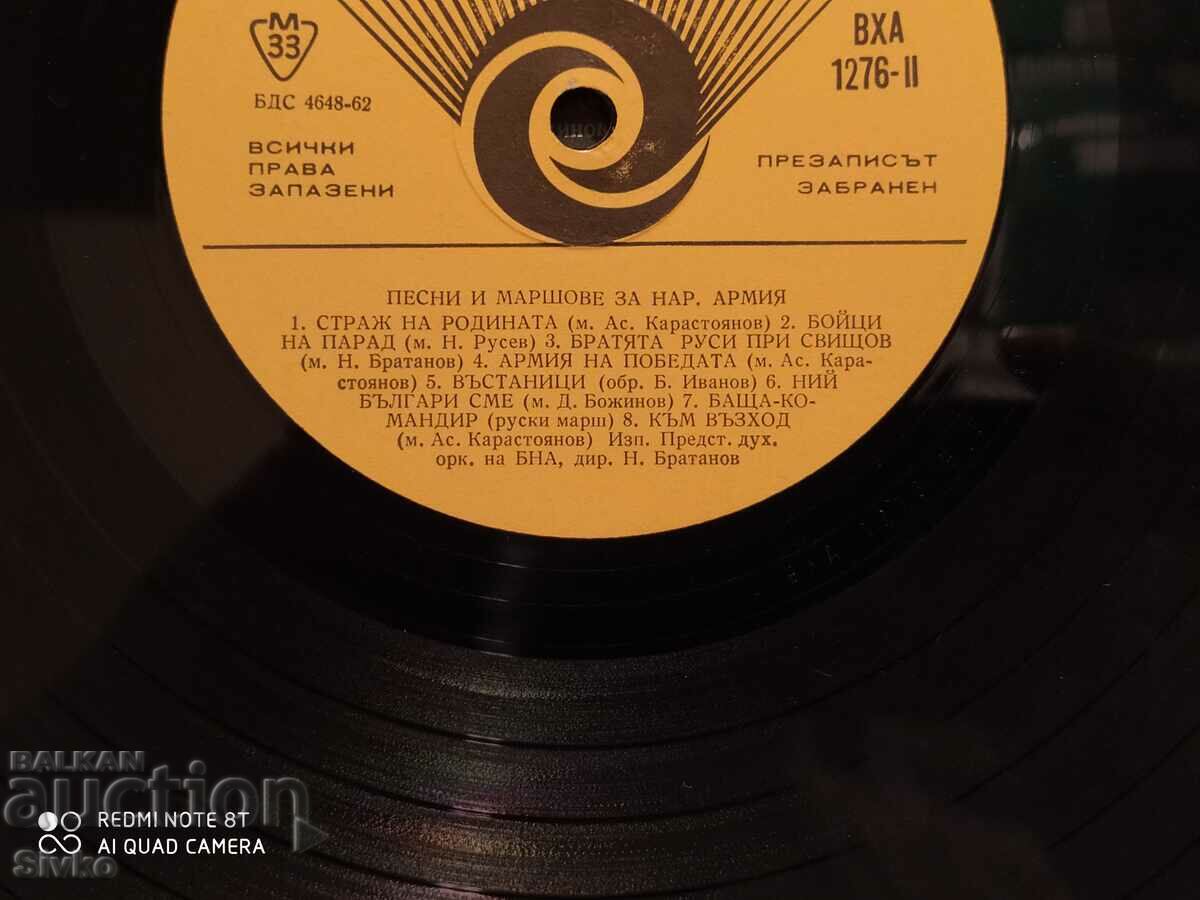 М
33
БДС 4648-62
ВСИЧКИ
ПРАВА
ЗАПАЗЕНИ
ВХА
1276-II
ПРЕЗАПИСЪТ
ЗАБРАНЕН
ПЕСНИ И МАРШОВЕ ЗА НАР. АРМИЯ
1. СТРАЖ НА РОДИНАТА (м. Ас. Карастоянов) 2. БОЙЦИ
НА ПАРАД (м. Н. Русев) 3. БРАТЯТА РУСИ ПРИ СВИЩОВ
(м. Н. Братанов) 4. АРМИЯ НА ПОБЕДАТА (м. Ас. Кара-
стоянов) 5. ВЪСТАНИЦИ (обр. Б. Иванов) 6. НИЙ
БЪЛГАРИ СМЕ (м. Д. Божинов) 7. БАЩА-КО-
МАНДИР (руски марш) 8. КЪМ ВЪЗХОД
(м. Ас. Карастоянов) Изп. Предст. дух.
орк. на БНА, дир. Н. Братанов
BALKAN
auction
REDMI NOTE 8T
AI QUAD CAMERA
Sivko